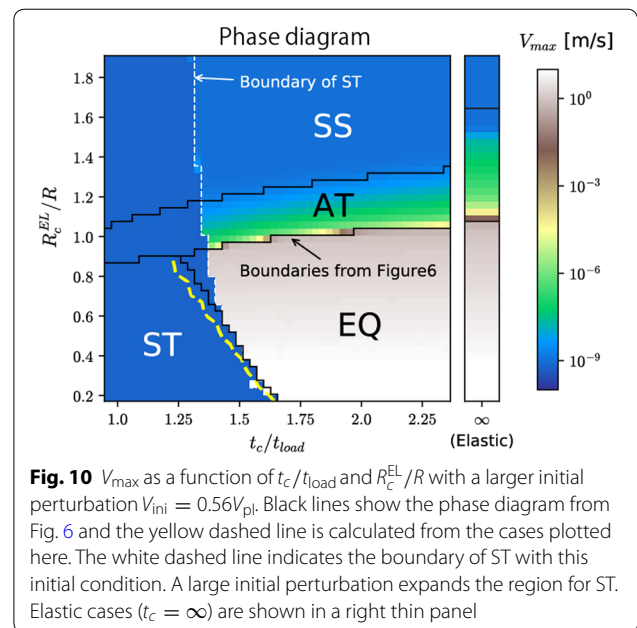 Phase diagram
V_max [m/s]
1.8
1.6
1.4
1.2
1.0
0.8
0.6
0.4
0.2
R_c^EL/R
Boundary of ST
SS
AT
Boundaries from Figure6
ST
EQ
1.0 1.25 1.5 1.75 2.0 2.25
t_c/t_load
∞
(Elastic)
10^0
10^-3
10^-6
10^-9
Fig. 10 V_max as a function of t_c/t_load and R_c^EL/R with a larger initial
perturbation V_ini = 0.56V_pl. Black lines show the phase diagram from
Fig. 6 and the yellow dashed line is calculated from the cases plotted
here. The white dashed line indicates the boundary of ST with this
initial condition. A large initial perturbation expands the region for ST.
Elastic cases (t_c = ∞) are shown in a right thin panel